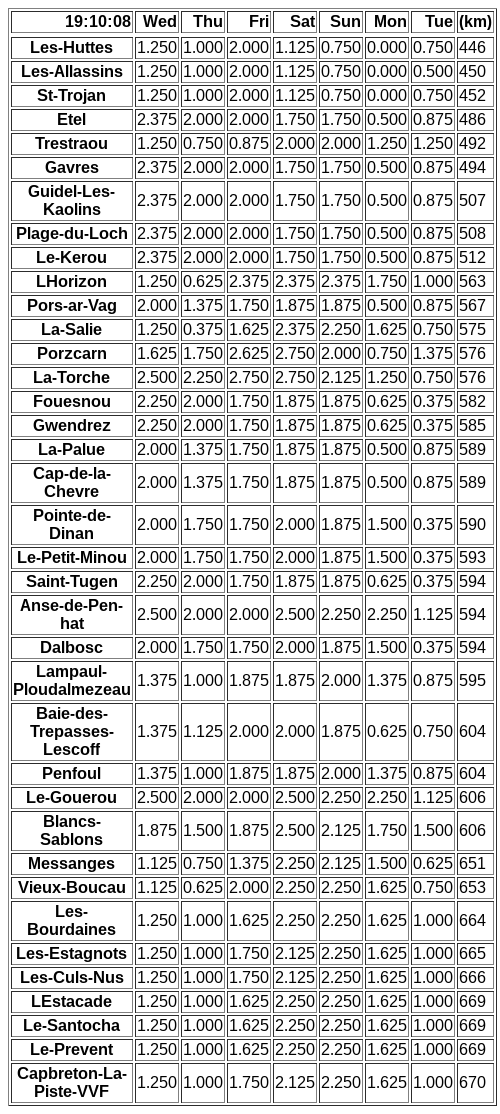 19:10:08 Wed Thu Fri Sat Sun Mon Tue (km)
Les-Huttes 1.250 1.000 2.000 1.125 0.750 0.000 0.750 446
Les-Allassins 1.250 1.000 2.000 1.125 0.750 0.000 0.500 450
St-Trojan 1.250 1.000 2.000 1.125 0.750 0.000 0.750 452
Etel 2.375 2.000 2.000 1.750 1.750 0.500 0.875 486
Trestraou 1.250 0.750 0.875 2.000 2.000 1.250 1.250 492
Gavres 2.375 2.000 2.000 1.750 1.750 0.500 0.875 494
Guidel-Les-
Kaolins 2.375 2.000 2.000 1.750 1.750 0.500 0.875 507
Plage-du-Loch 2.375 2.000 2.000 1.750 1.750 0.500 0.875 508
Le-Kerou 2.375 2.000 2.000 1.750 1.750 0.500 0.875 512
LHorizon 1.250 0.625 2.375 2.375 2.375 1.750 1.000 563
Pors-ar-Vag 2.000 1.375 1.750 1.875 1.875 0.500 0.875 567
La-Salie 1.250 0.375 1.625 2.375 2.250 1.625 0.750 575
Porzcarn 1.625 1.750 2.625 2.750 2.000 0.750 1.375 576
La-Torche 2.500 2.250 2.750 2.750 2.125 1.250 0.750 576
Fouesnou 2.250 2.000 1.750 1.875 1.875 0.625 0.375 582
Gwendrez 2.250 2.000 1.750 1.875 1.875 0.625 0.375 585
La-Palue 2.000 1.375 1.750 1.875 1.875 0.500 0.875 589
Cap-de-la-
Chevre 2.000 1.375 1.750 1.875 1.875 0.500 0.875 589
Pointe-de-
Dinan 2.000 1.750 1.750 2.000 1.875 1.500 0.375 590
Le-Petit-Minou 2.000 1.750 1.750 2.000 1.875 1.500 0.375 593
Saint-Tugen 2.250 2.000 1.750 1.875 1.875 0.625 0.375 594
Anse-de-Pen-
hat 2.500 2.000 2.000 2.500 2.250 2.250 1.125 594
Dalbosc 2.000 1.750 1.750 2.000 1.875 1.500 0.375 594
Lampaul-
Ploudalmezeau 1.375 1.000 1.875 1.875 2.000 1.375 0.875 595
Baie-des-
Trepasses-
Lescoff 1.375 1.125 2.000 2.000 1.875 0.625 0.750 604
Penfoul 1.375 1.000 1.875 1.875 2.000 1.375 0.875 604
Le-Gouerou 2.500 2.000 2.000 2.500 2.250 2.250 1.125 606
Blancs-
Sablons 1.875 1.500 1.875 2.500 2.125 1.750 1.500 606
Messanges 1.125 0.750 1.375 2.250 2.125 1.500 0.625 651
Vieux-Boucau 1.125 0.625 2.000 2.250 2.250 1.625 0.750 653
Les-
Bourdaines 1.250 1.000 1.625 2.250 2.250 1.625 1.000 664
Les-Estagnots 1.250 1.000 1.750 2.125 2.250 1.625 1.000 665
Les-Culs-Nus 1.250 1.000 1.750 2.125 2.250 1.625 1.000 666
LEstacade 1.250 1.000 1.625 2.250 2.250 1.625 1.000 669
Le-Santocha 1.250 1.000 1.625 2.250 2.250 1.625 1.000 669
Le-Prevent 1.250 1.000 1.625 2.250 2.250 1.625 1.000 669
Capbreton-La-
Piste-VVF 1.250 1.000 1.750 2.125 2.250 1.625 1.000 670